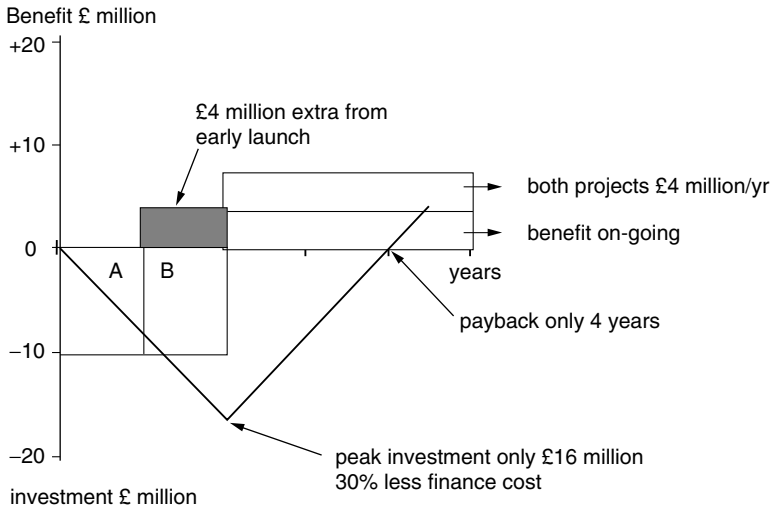 Benefit £ million
+20
£4 million extra from
early launch
+10
both projects £4 million/yr
benefit on-going
0
A B
years
payback only 4 years
−10
peak investment only £16 million
30% less finance cost
−20
investment £ million